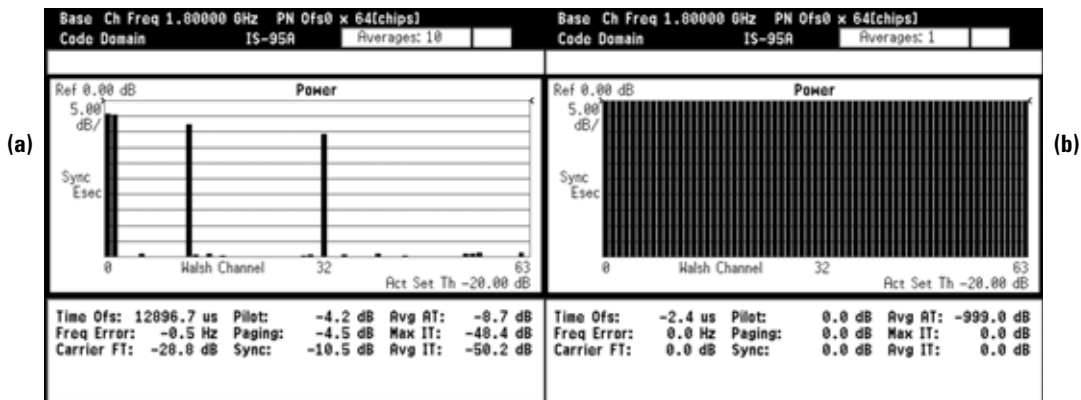 (a)
Base Ch Freq 1.80000 GHz PN Ofs0 x 64[chips]
Code Domain IS-95A Averages: 10
Ref 0.00 dB Power
5.00
dB/
Sync
Esec
0 Walsh Channel 32 63
Act Set Th -20.00 dB
Time Ofs: 12896.7 us Pilot: -4.2 dB Avg AT: -8.7 dB
Freq Error: -0.5 Hz Paging: -4.5 dB Max IT: -48.4 dB
Carrier FT: -28.8 dB Sync: -10.5 dB Avg IT: -50.2 dB
Base Ch Freq 1.80000 GHz PN Ofs0 x 64[chips]
Code Domain IS-95A Averages: 1
Ref 0.00 dB Power
5.00
dB/
Sync
Esec
0 Walsh Channel 32 63
Act Set Th -20.00 dB
Time Ofs: -2.4 us Pilot: 0.0 dB Avg AT: -999.0 dB
Freq Error: 0.0 Hz Paging: 0.0 dB Max IT: 0.0 dB
Carrier FT: 0.0 dB Sync: 0.0 dB Avg IT: 0.0 dB
(b)